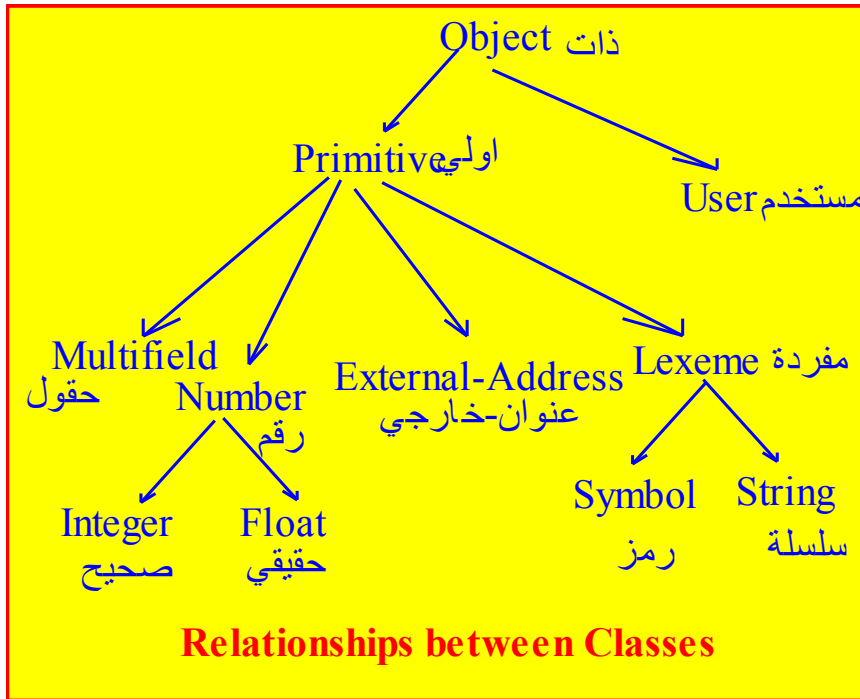 Object ذات
Primitive اولي
User مستخدم
Multifield
حقول
Number
رقم
External-Address
عنوان-خارجي
Lexeme مفردة
Integer
صحيح
Float
حقيقي
Symbol
رمز
String
سلسلة
Relationships between Classes